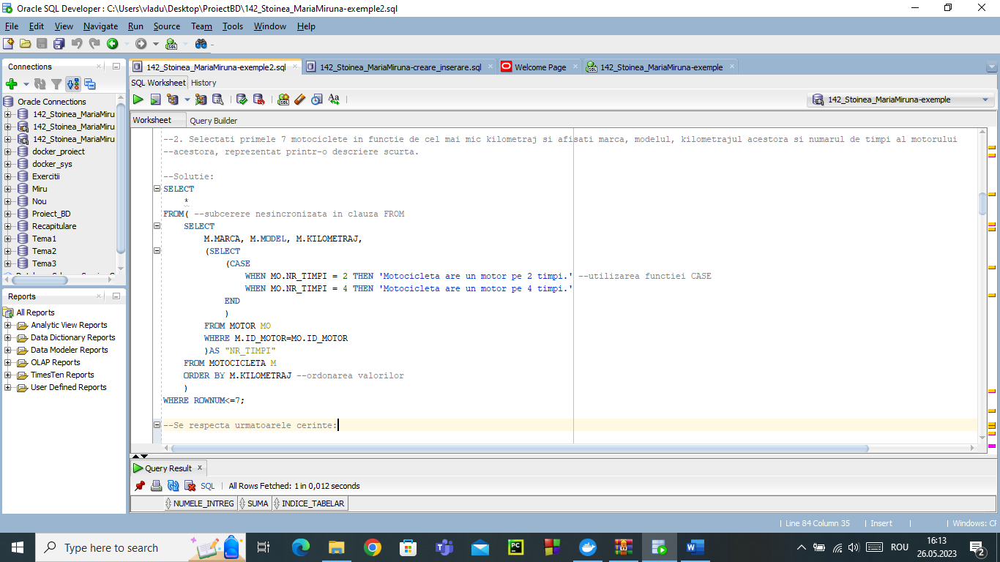 Oracle SQL Developer : C:\Users\vladu\Desktop\ProiectBD\142_Stoinea_MariaMiruna-exemple2.sql
File Edit View Navigate Run Source Team Tools Window Help
Connections
Oracle Connections
142_Stoinea_MariaMiru
142_Stoinea_MariaMiru
142_Stoinea_MariaMiru
docker_proiect
docker_sys
Exercitii
Miru
Nou
Proiect_BD
Recapitulare
Tema1
Tema2
Tema3
Reports
All Reports
Analytic View Reports
Data Dictionary Reports
Data Modeler Reports
OLAP Reports
TimesTen Reports
User Defined Reports
142_Stoinea_MariaMiruna-exemple2.sql 142_Stoinea_MariaMiruna-creare_inserare.sql Welcome Page 142_Stoinea_MariaMiruna-exemple
SQL Worksheet History
142_Stoinea_MariaMiruna-exemple
Worksheet Query Builder
--2. Selectati primele 7 motociclete in functie de cel mai mic kilometraj si afisati marca, modelul, kilometrajul acestora si numarul de timpi al motorului
--acestora, reprezentat printr-o descriere scurta.
--Solutie:
SELECT
*
FROM( --subcerere nesincronizata in clauza FROM
SELECT
M.MARCA, M.MODEL, M.KILOMETRAJ,
(SELECT
(CASE
WHEN MO.NR_TIMPI = 2 THEN 'Motocicleta are un motor pe 2 timpi.' --utilizarea functiei CASE
WHEN MO.NR_TIMPI = 4 THEN 'Motocicleta are un motor pe 4 timpi.'
END
)
FROM MOTOR MO
WHERE M.ID_MOTOR=MO.ID_MOTOR
)AS "NR_TIMPI"
FROM MOTOCICLETA M
ORDER BY M.KILOMETRAJ --ordonarea valorilor
)
WHERE ROWNUM<=7;
--Se respecta urmatoarele cerinte:
Query Result
SQL | All Rows Fetched: 1 in 0,012 seconds
NUMELE_INTREG SUMA INDICE_TABELAR
Line 84 Column 35 | Insert | Windows: CF
Type here to search
ROU
16:13
26.05.2023
2